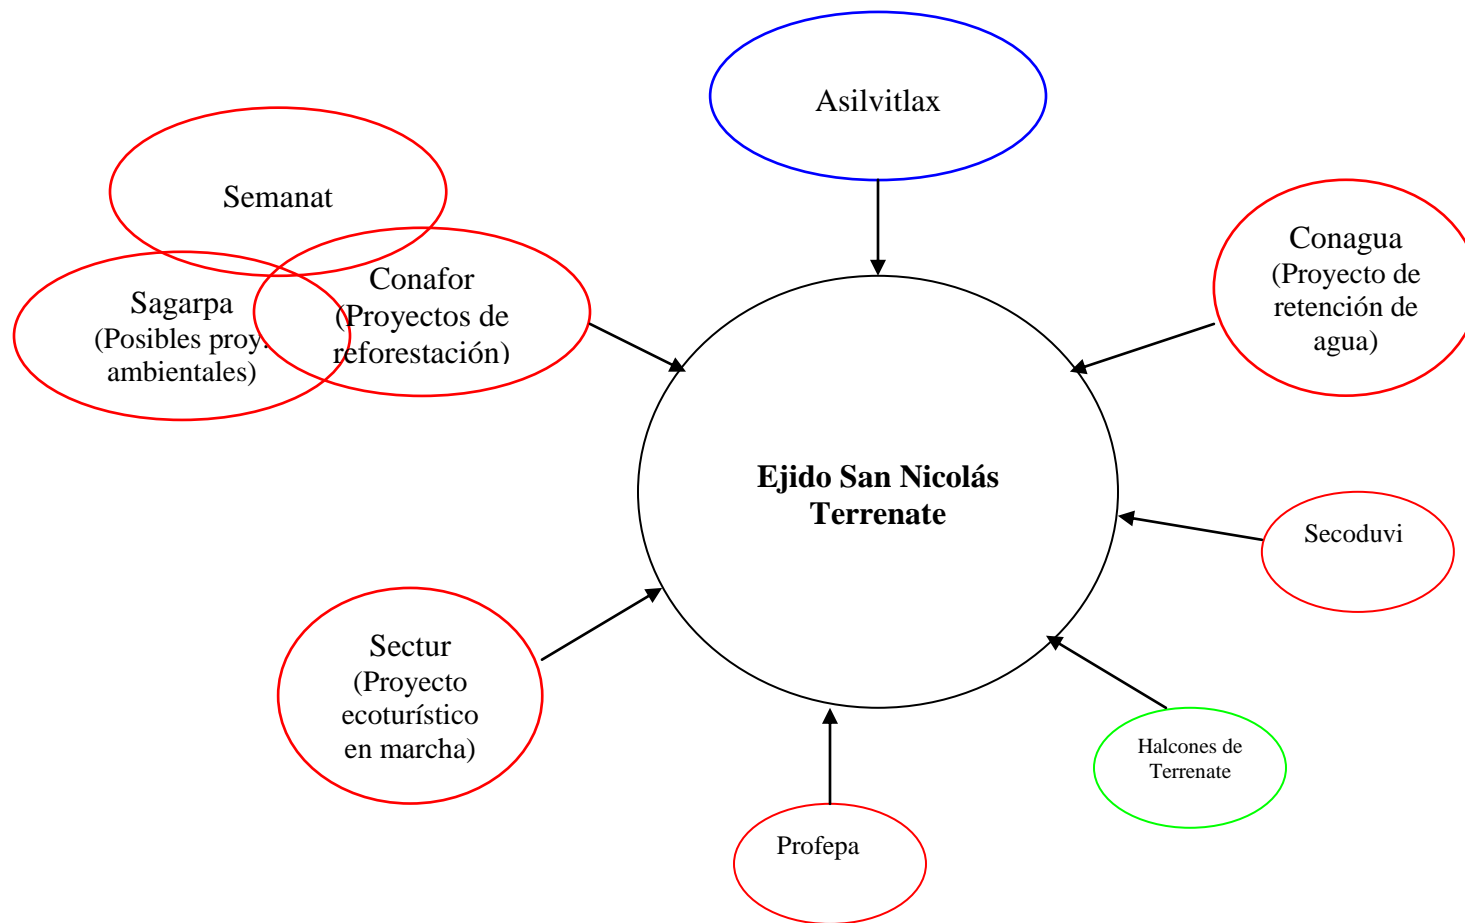 Asilvitlax
Semanat
Conafor
(Proyectos de
reforestación)
Sagarpa
(Posibles proy.
ambientales)
Conagua
(Proyecto de
retención de
agua)
Ejido San Nicolás
Terrenate
Secoduvi
Sectur
(Proyecto
ecoturístico
en marcha)
Halcones de
Terrenate
Profepa